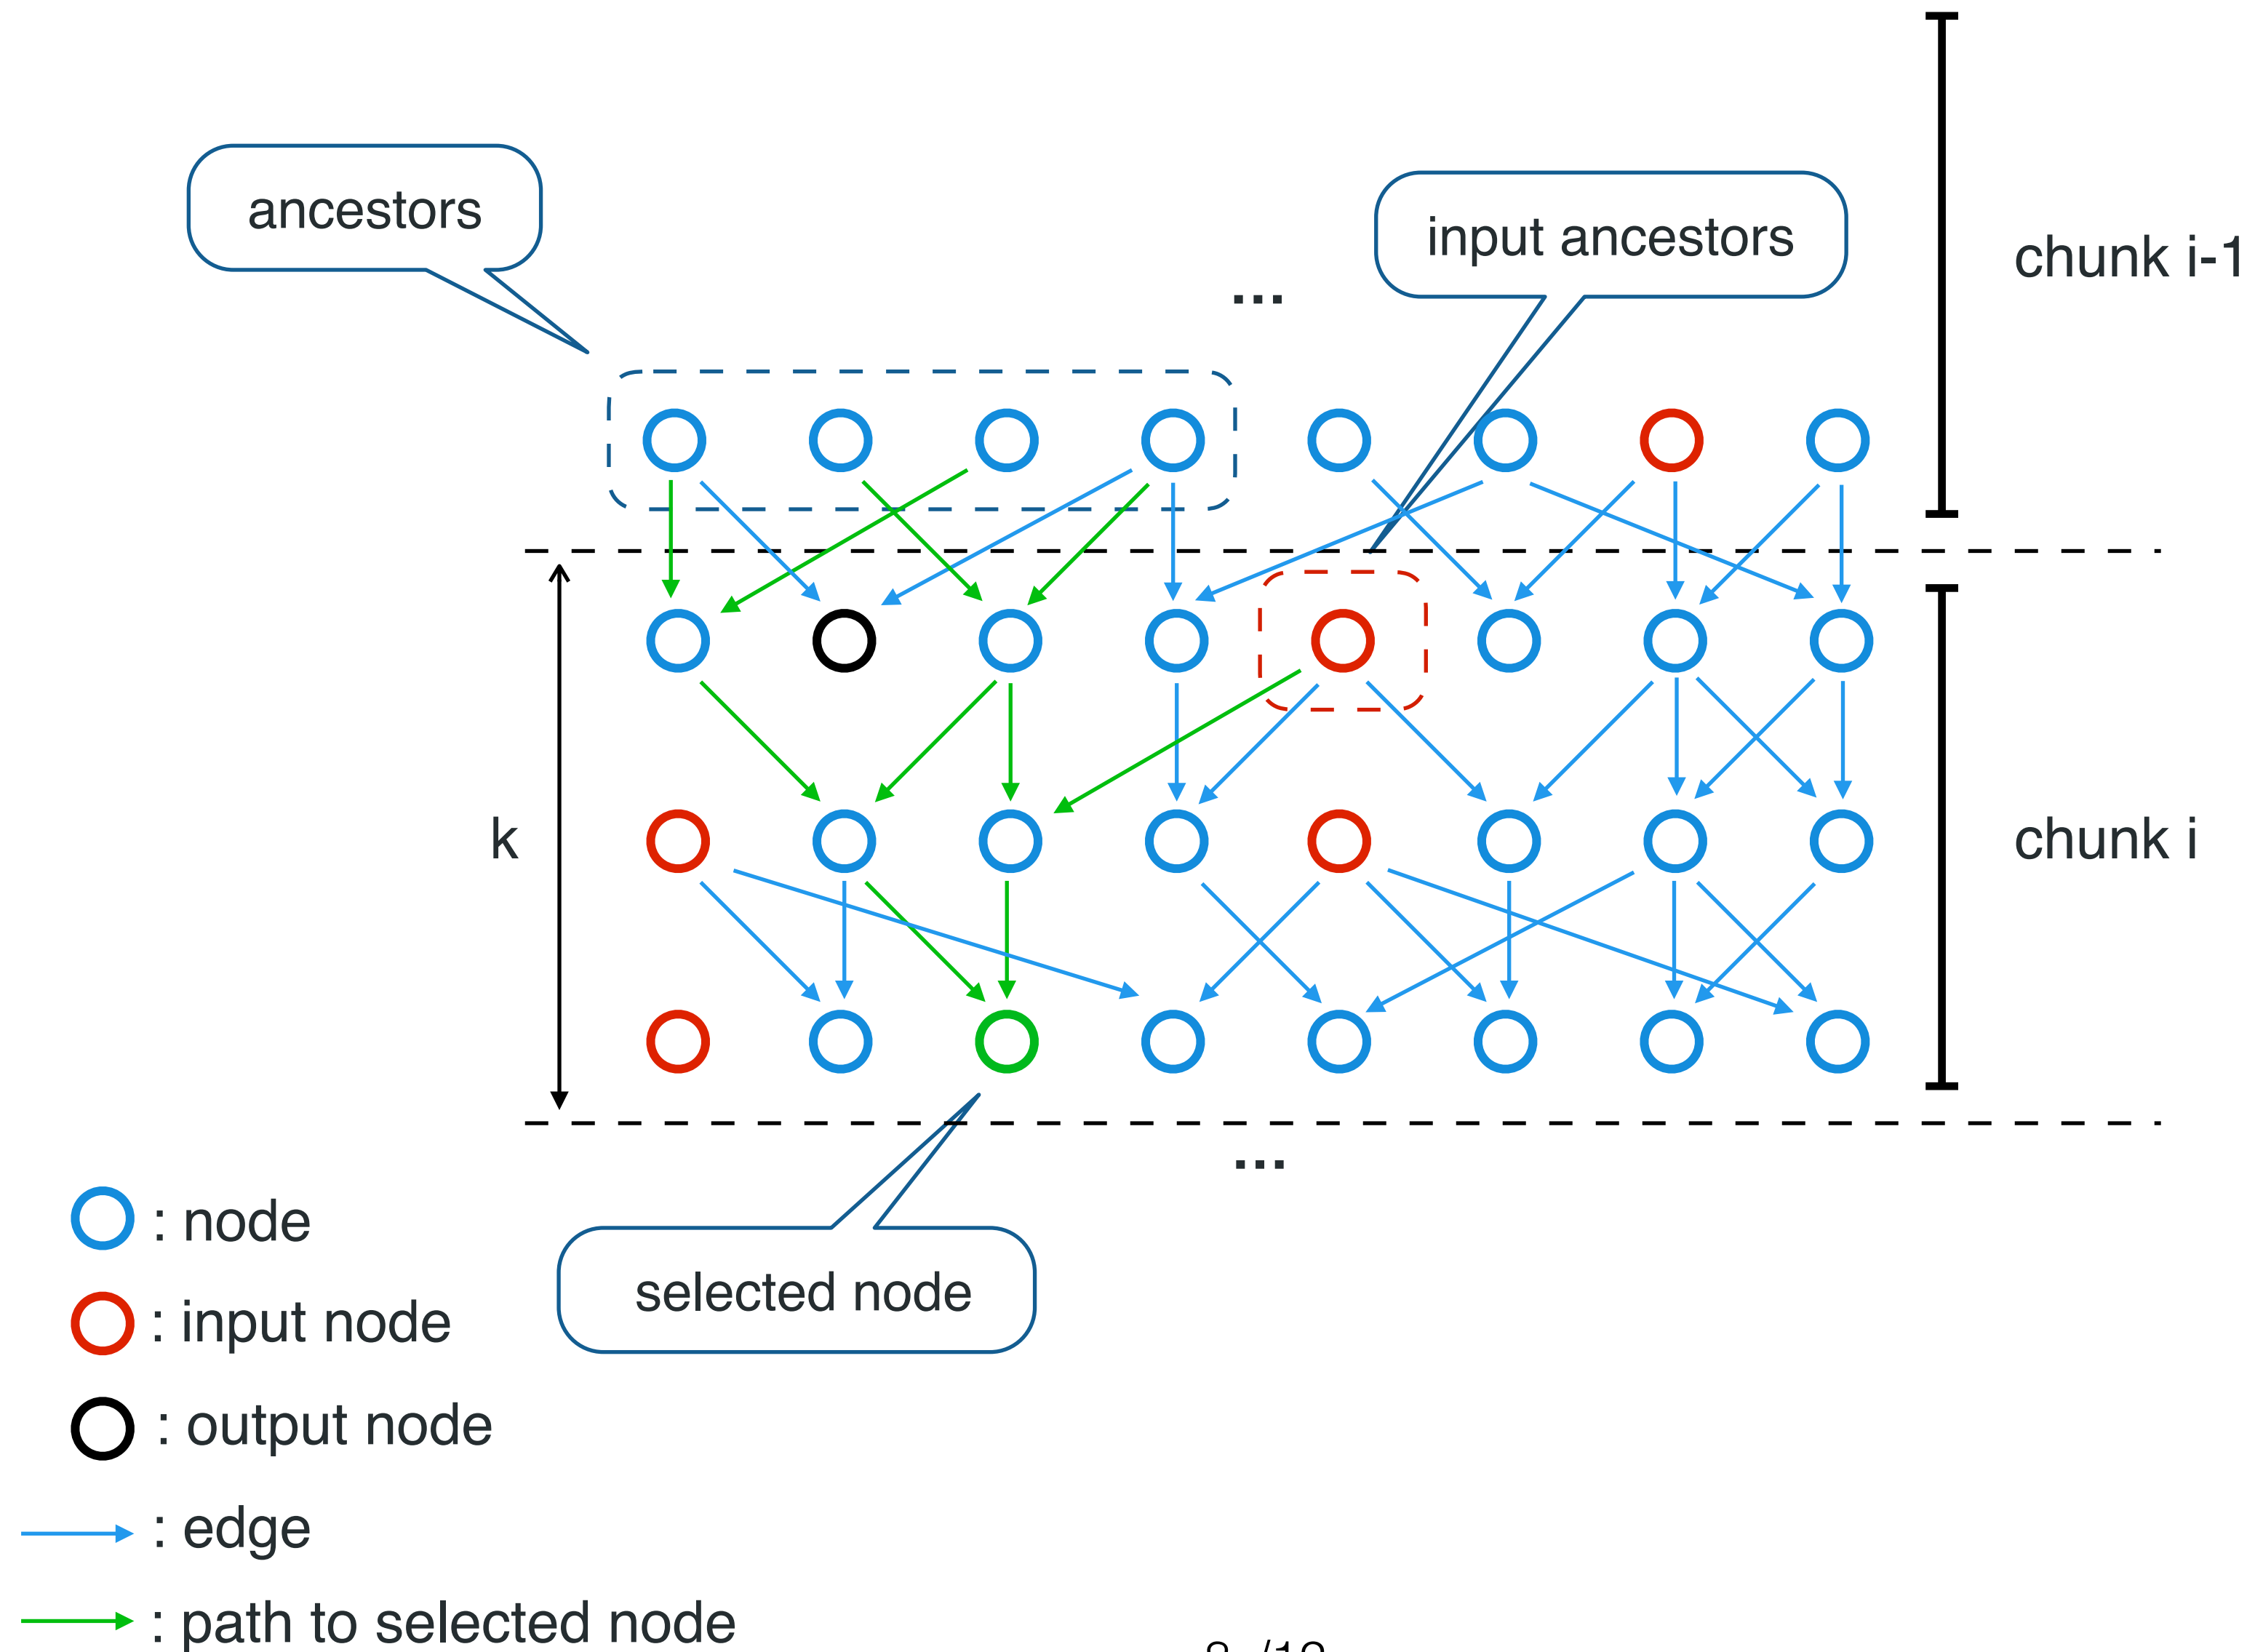 ancestors
input ancestors
chunk i-1
...
k
chunk i
...
: node
selected node
: input node
: output node
: edge
: path to selected node